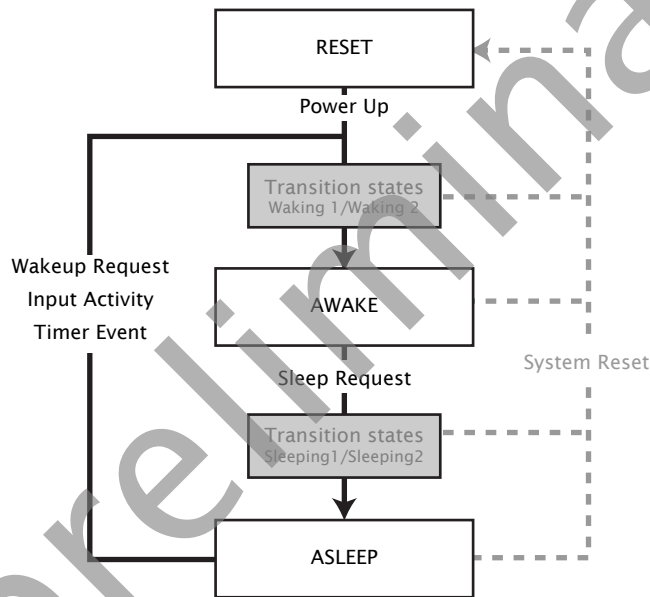 RESET
Power Up
Transition states
Waking 1/Waking 2
Wakeup Request
Input Activity
Timer Event
AWAKE
System Reset
Sleep Request
Transition states
Sleeping1/Sleeping2
ASLEEP
prelimina